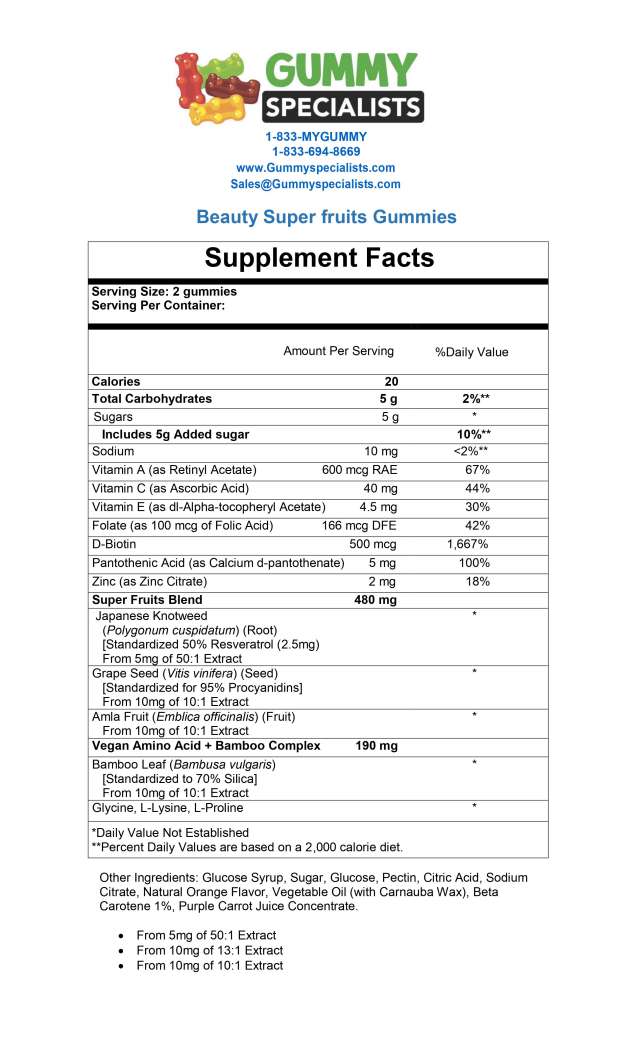 GUMMY
SPECIALISTS
1-833-MYGUMMY
1-833-694-8669
www.Gummyspecialists.com
Sales@Gummyspecialists.com
Beauty Super fruits Gummies
Supplement Facts
Serving Size: 2 gummies
Serving Per Container:
Amount Per Serving %Daily Value
Calories 20
Total Carbohydrates 5 g 2%**
Sugars 5 g *
Includes 5g Added sugar 10%**
Sodium 10 mg <2%**
Vitamin A (as Retinyl Acetate) 600 mcg RAE 67%
Vitamin C (as Ascorbic Acid) 40 mg 44%
Vitamin E (as dl-Alpha-tocopheryl Acetate) 4.5 mg 30%
Folate (as 100 mcg of Folic Acid) 166 mcg DFE 42%
D-Biotin 500 mcg 1,667%
Pantothenic Acid (as Calcium d-pantothenate) 5 mg 100%
Zinc (as Zinc Citrate) 2 mg 18%
Super Fruits Blend 480 mg
Japanese Knotweed *
(Polygonum cuspidatum) (Root)
[Standardized 50% Resveratrol (2.5mg)
From 5mg of 50:1 Extract
Grape Seed (Vitis vinifera) (Seed) *
[Standardized for 95% Procyanidins]
From 10mg of 10:1 Extract
Amla Fruit (Emblica officinalis) (Fruit) *
From 10mg of 10:1 Extract
Vegan Amino Acid + Bamboo Complex 190 mg
Bamboo Leaf (Bambusa vulgaris) *
[Standardized to 70% Silica]
From 10mg of 10:1 Extract
Glycine, L-Lysine, L-Proline *
*Daily Value Not Established
**Percent Daily Values are based on a 2,000 calorie diet.
Other Ingredients: Glucose Syrup, Sugar, Glucose, Pectin, Citric Acid, Sodium
Citrate, Natural Orange Flavor, Vegetable Oil (with Carnauba Wax), Beta
Carotene 1%, Purple Carrot Juice Concentrate.
• From 5mg of 50:1 Extract
• From 10mg of 13:1 Extract
• From 10mg of 10:1 Extract